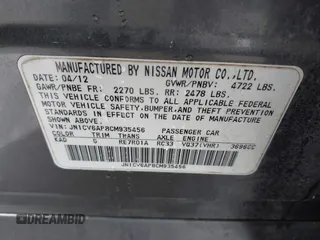 MANUFACTURED BY NISSAN MOTOR CO.,LTD.
DATE: 04/12 GVWR/PNBV: 4722 LBS.
GAWR/PNBE FR: 2270 LBS. RR: 2478 LBS.
THIS VEHICLE CONFORMS TO ALL APPLICABLE FEDERAL
MOTOR VEHICLE SAFETY, BUMPER, AND THEFT PREVENTION
STANDARDS IN EFFECT ON THE DATE OF MANUFACTURE
SHOWN ABOVE.
VIN: JN1CV6AP8CM935456 PASSENGER CAR
COLOR TRIM TRANS AXLE ENGINE
KAD G RE7R01A RC33 VQ37(VHR) 3696CC
JN1CV6AP8CM935456
DREAMBID